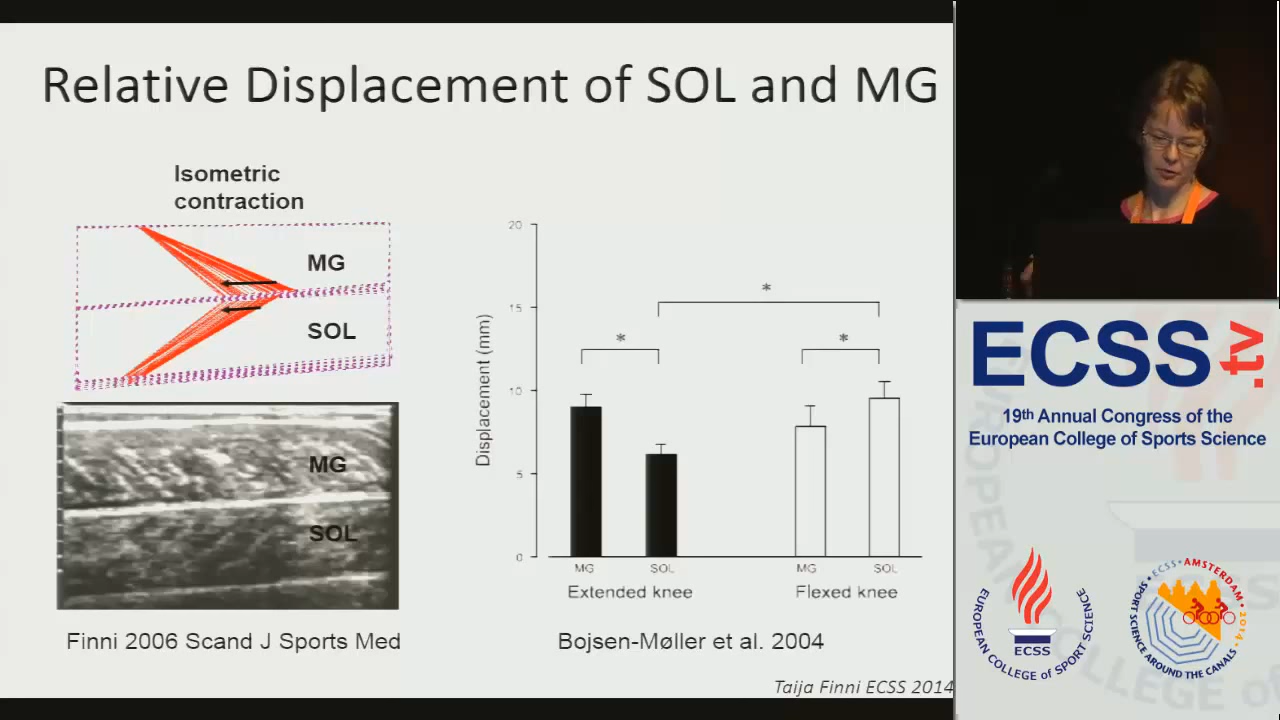 Relative Displacement of SOL and MG
Isometric
contraction
MG
SOL
MG
SOL
Finni 2006 Scand J Sports Med
20
15
10
5
0
Displacement (mm)
*
*
*
MG
SOL
MG
SOL
Extended knee
Flexed knee
Bojsen-Møller et al. 2004
Taija Finni ECSS 2014
ECSS.tv
19th Annual Congress of the
European College of Sports Science
EUROPEAN COLLEGE OF SPORT SCIENCE
ECSS
·ECSS·AMSTERDAM·2014·
SPORT SCIENCE AROUND THE CANALS